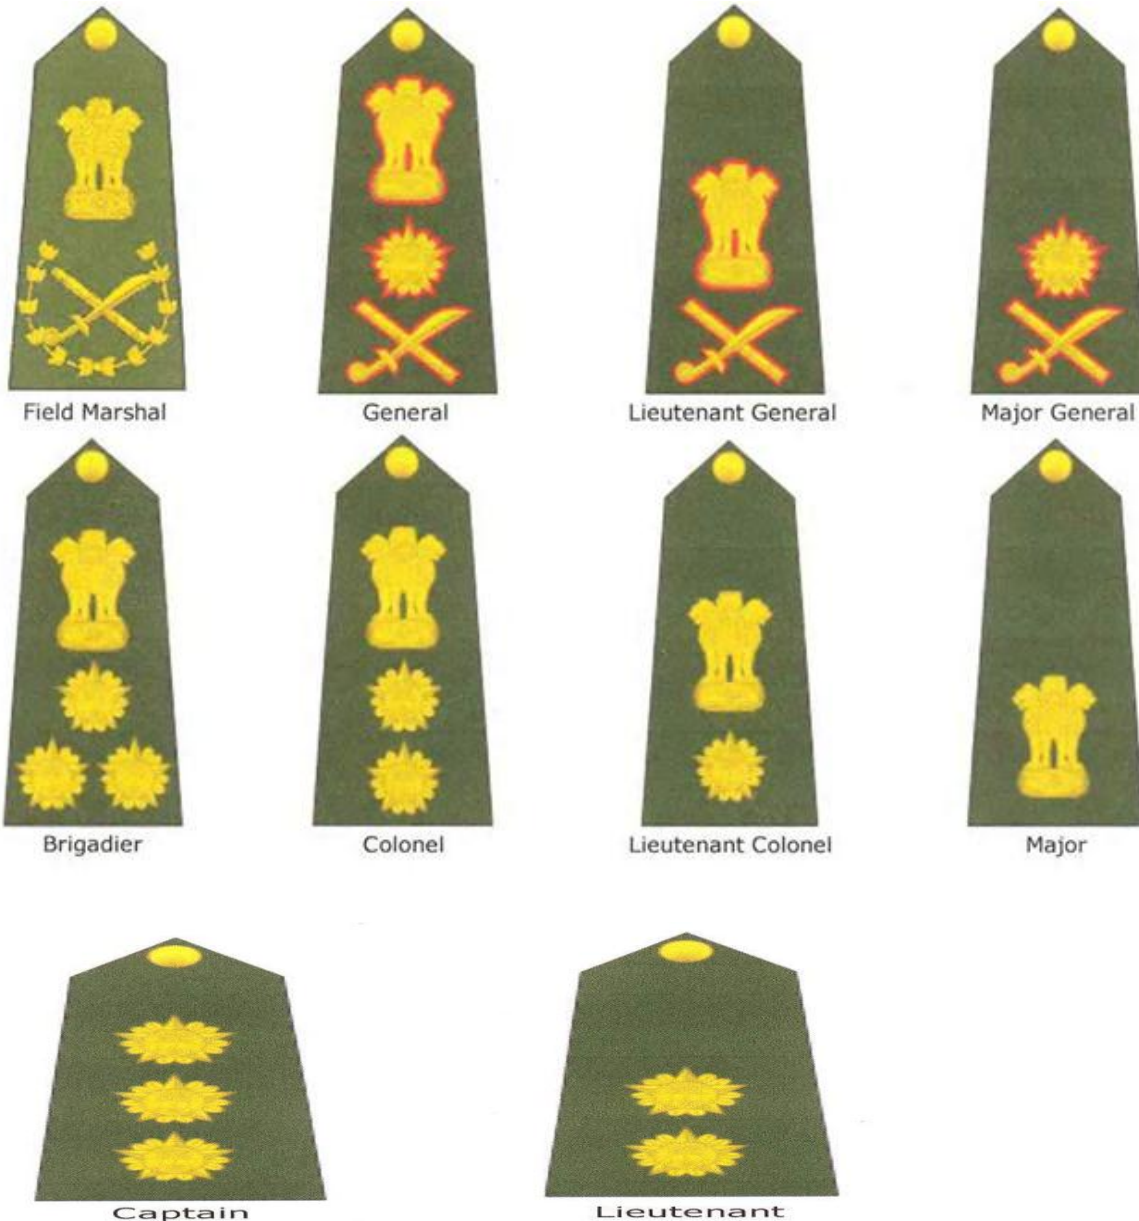 Field Marshal
General
Lieutenant General
Major General
Brigadier
Colonel
Lieutenant Colonel
Major
Captain
Lieutenant